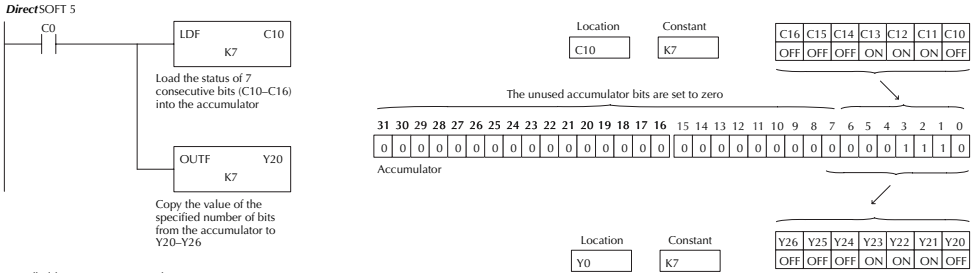 DirectSOFT 5
C0
LDF C10
K7
Load the status of 7
consecutive bits (C10–C16)
into the accumulator
OUTF Y20
K7
Copy the value of the
specified number of bits
from the accumulator to
Y20–Y26
Location Constant
C10 K7
C16 C15 C14 C13 C12 C11 C10
OFF OFF OFF ON ON ON OFF
The unused accumulator bits are set to zero
31 30 29 28 27 26 25 24 23 22 21 20 19 18 17 16 15 14 13 12 11 10 9 8 7 6 5 4 3 2 1 0
0 0 0 0 0 0 0 0 0 0 0 0 0 0 0 0 0 0 0 0 0 0 0 0 0 0 0 0 1 1 1 0
Accumulator
Location Constant
Y0 K7
Y26 Y25 Y24 Y23 Y22 Y21 Y20
OFF OFF OFF ON ON ON OFF